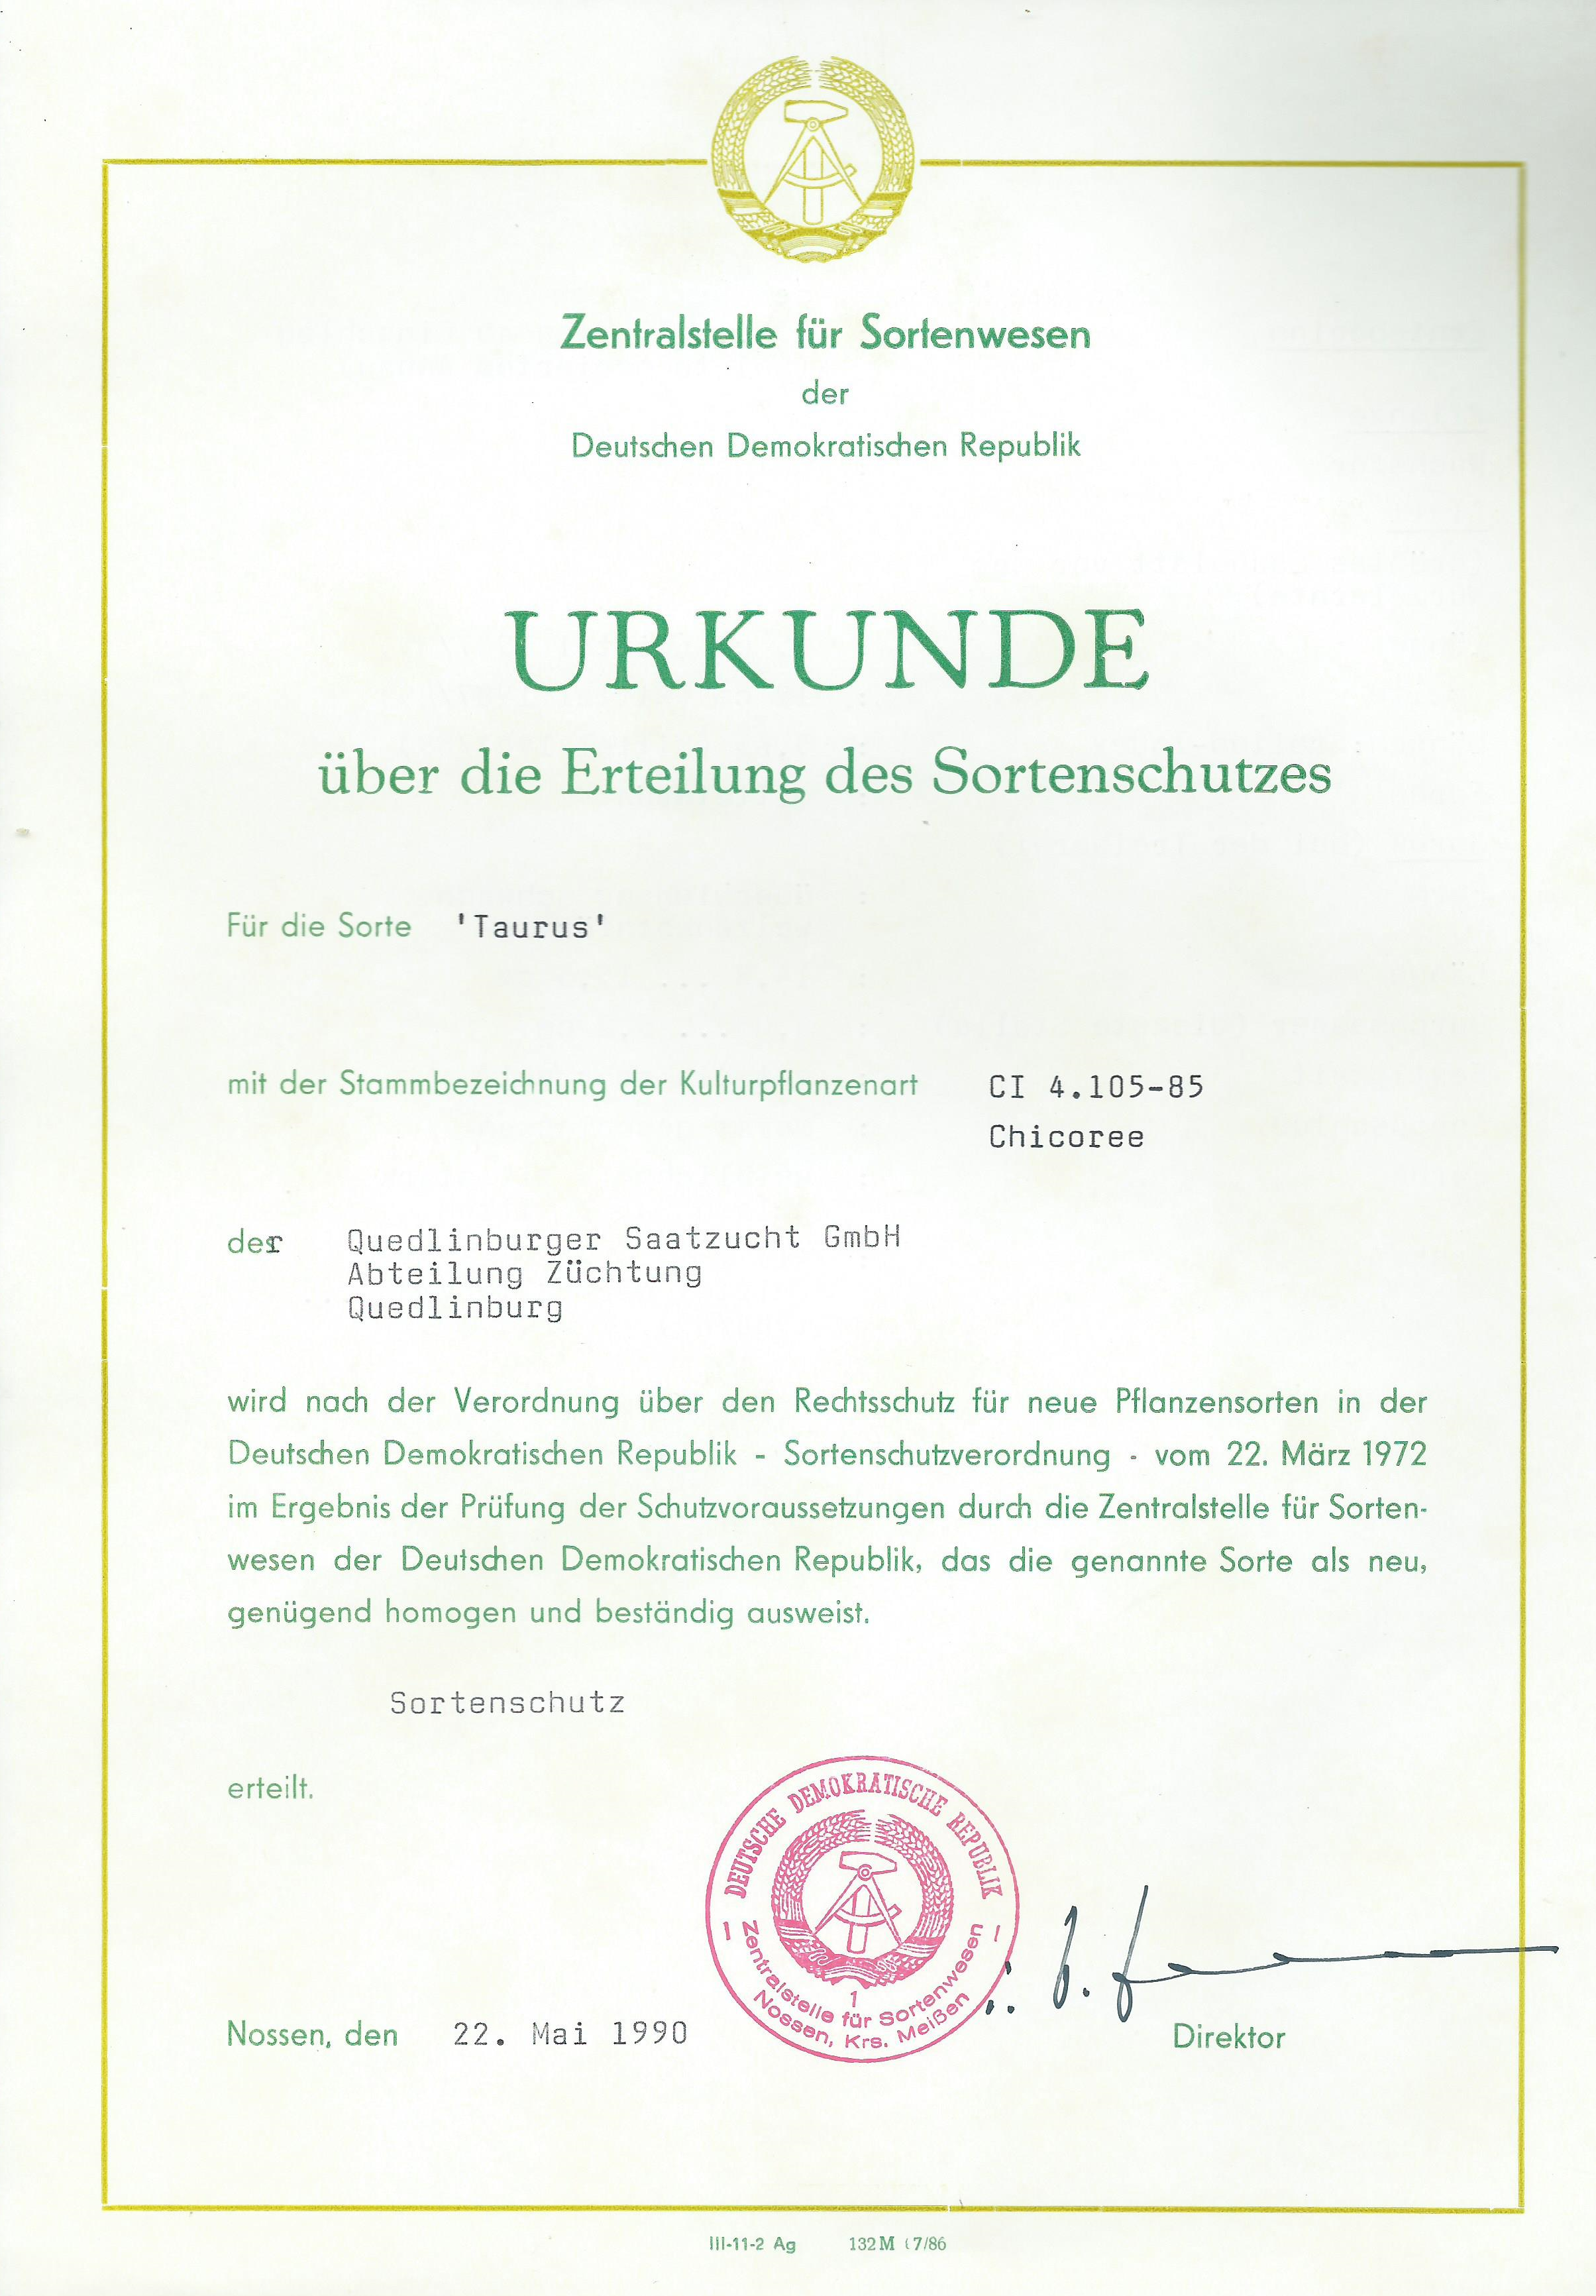 Zentralstelle für Sortenwesen
der
Deutschen Demokratischen Republik
URKUNDE
über die Erteilung des Sortenschutzes
Für die Sorte 'Taurus'
mit der Stammbezeichnung der Kulturpflanzenart CI 4.105-85
Chicoree
der Quedlinburger Saatzucht GmbH
Abteilung Züchtung
Quedlinburg
wird nach der Verordnung über den Rechtsschutz für neue Pflanzensorten in der
Deutschen Demokratischen Republik - Sortenschutzverordnung - vom 22. März 1972
im Ergebnis der Prüfung der Schutzvoraussetzungen durch die Zentralstelle für Sorten-
wesen der Deutschen Demokratischen Republik, das die genannte Sorte als neu,
genügend homogen und beständig ausweist.
Sortenschutz
erteilt.
DEUTSCHE DEMOKRATISCHE REPUBLIK
1
Zentralstelle für Sortenwesen
Nossen, Krs. Meißen
Nossen, den 22. Mai 1990
Direktor
III-11-2 Ag 132 M 7/86